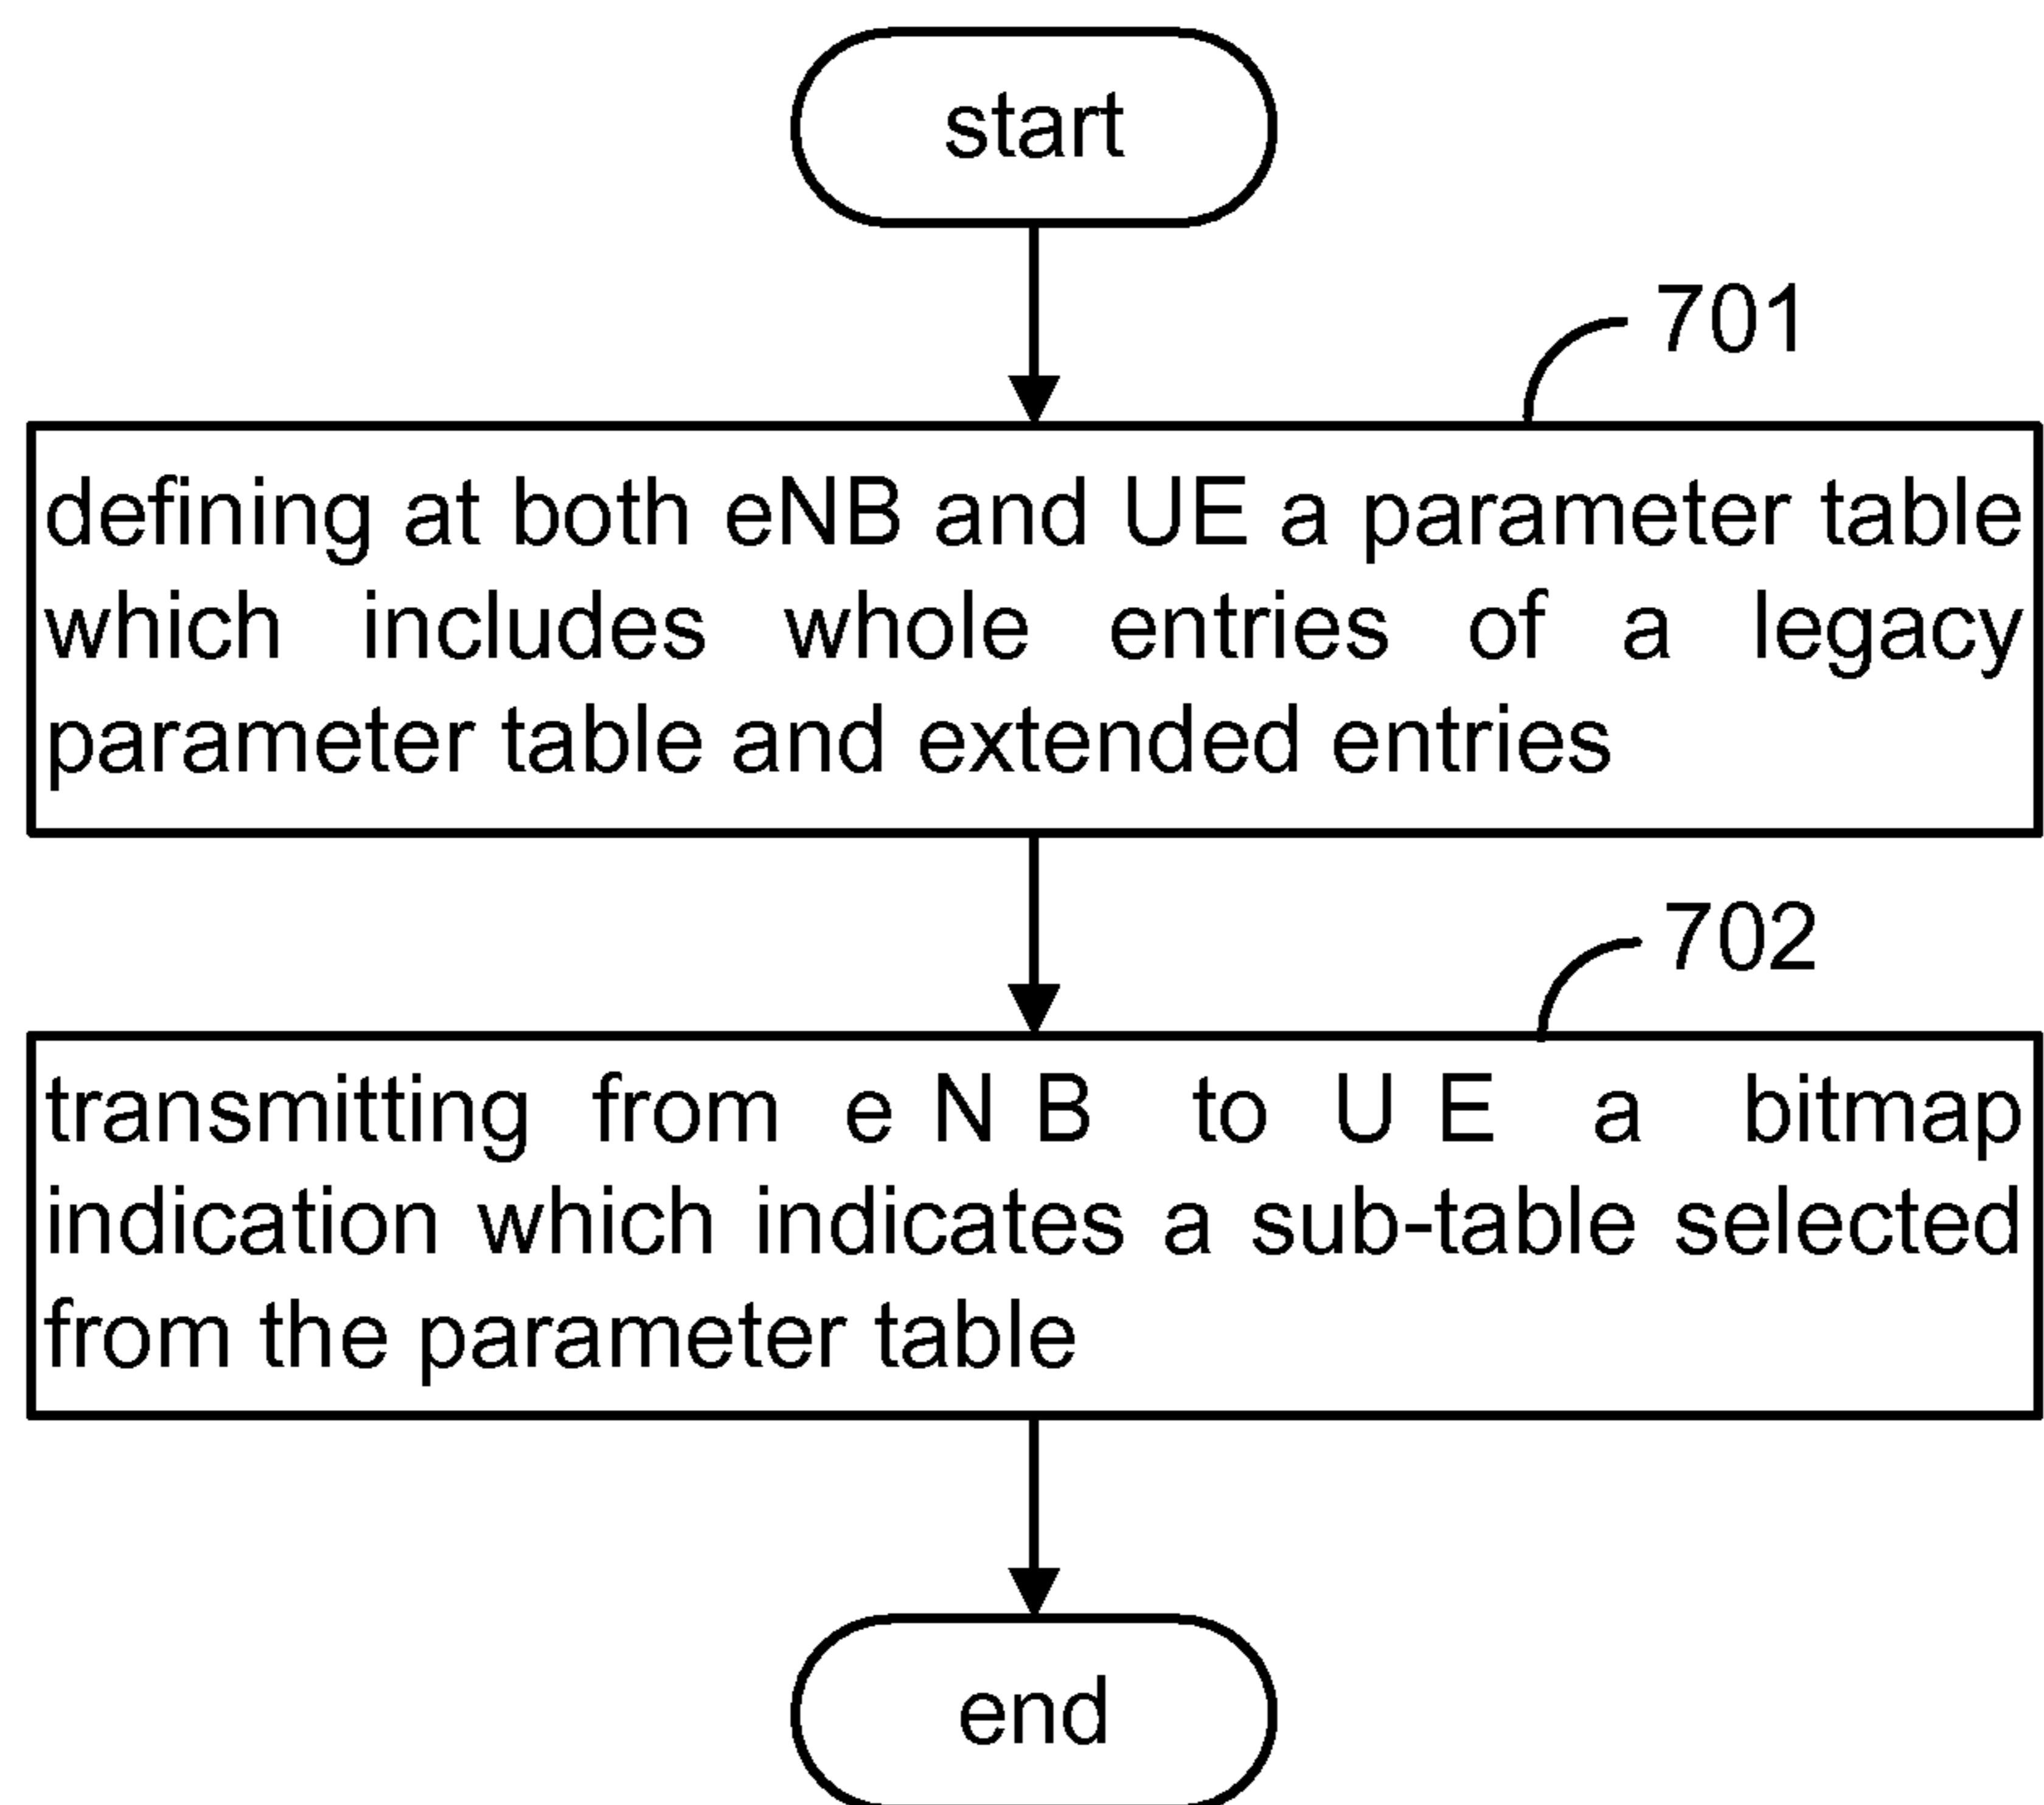 start
701
defining at both eNB and UE a parameter table
which includes whole entries of a legacy
parameter table and extended entries
702
transmitting from e N B to U E a bitmap
indication which indicates a sub-table selected
from the parameter table
end